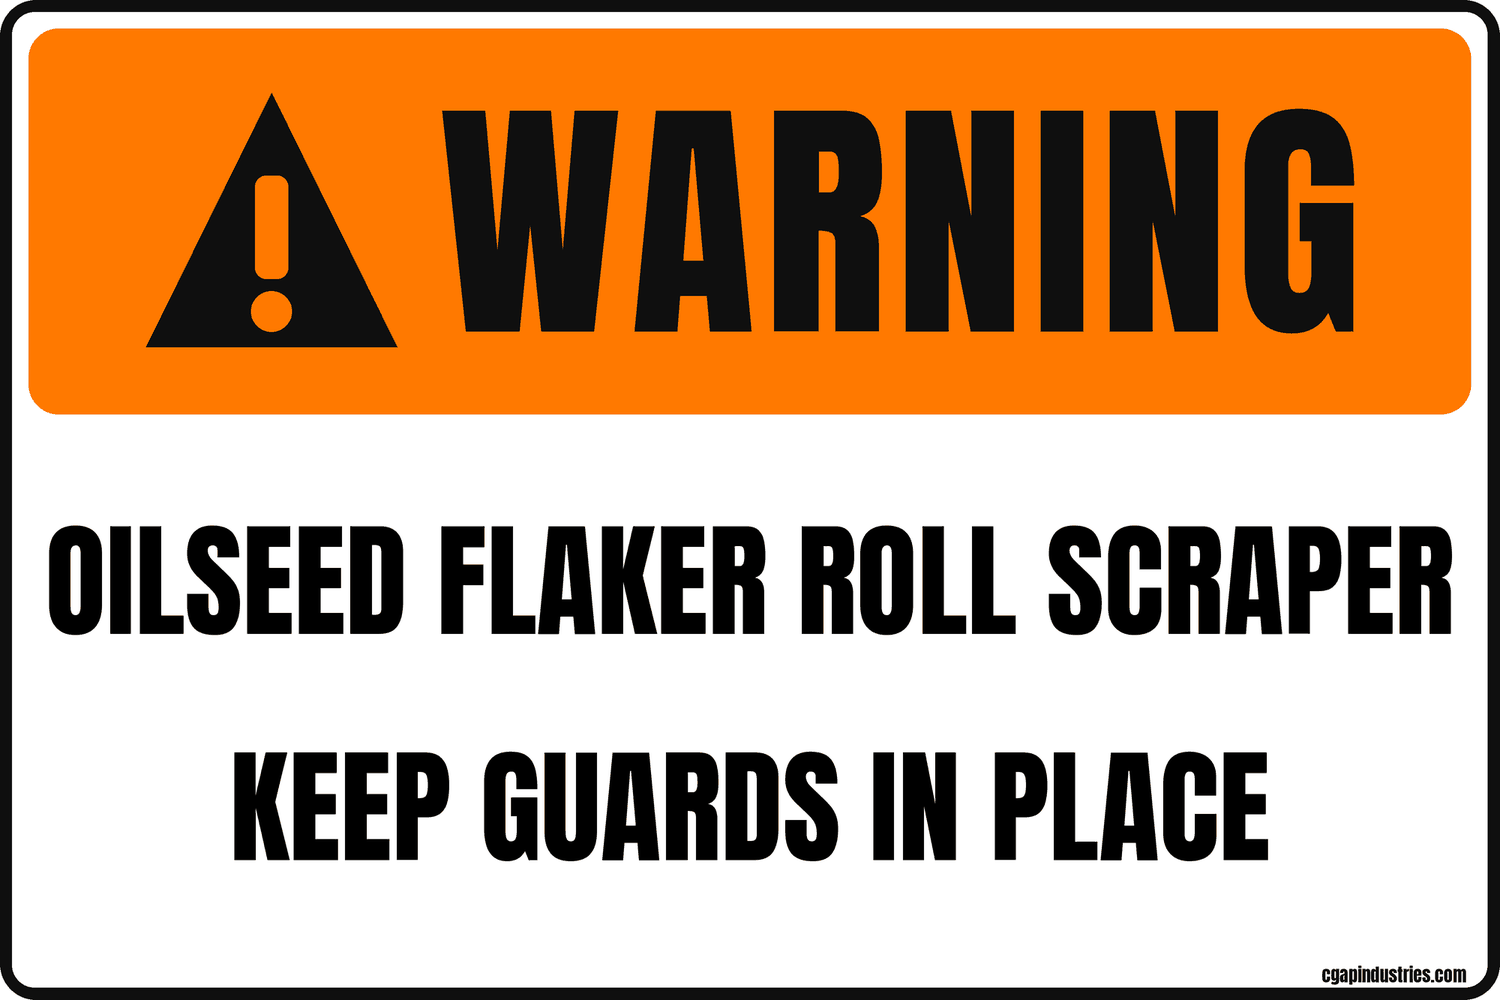 WARNING
OILSEED FLAKER ROLL SCRAPER
KEEP GUARDS IN PLACE
cgapindustries.com